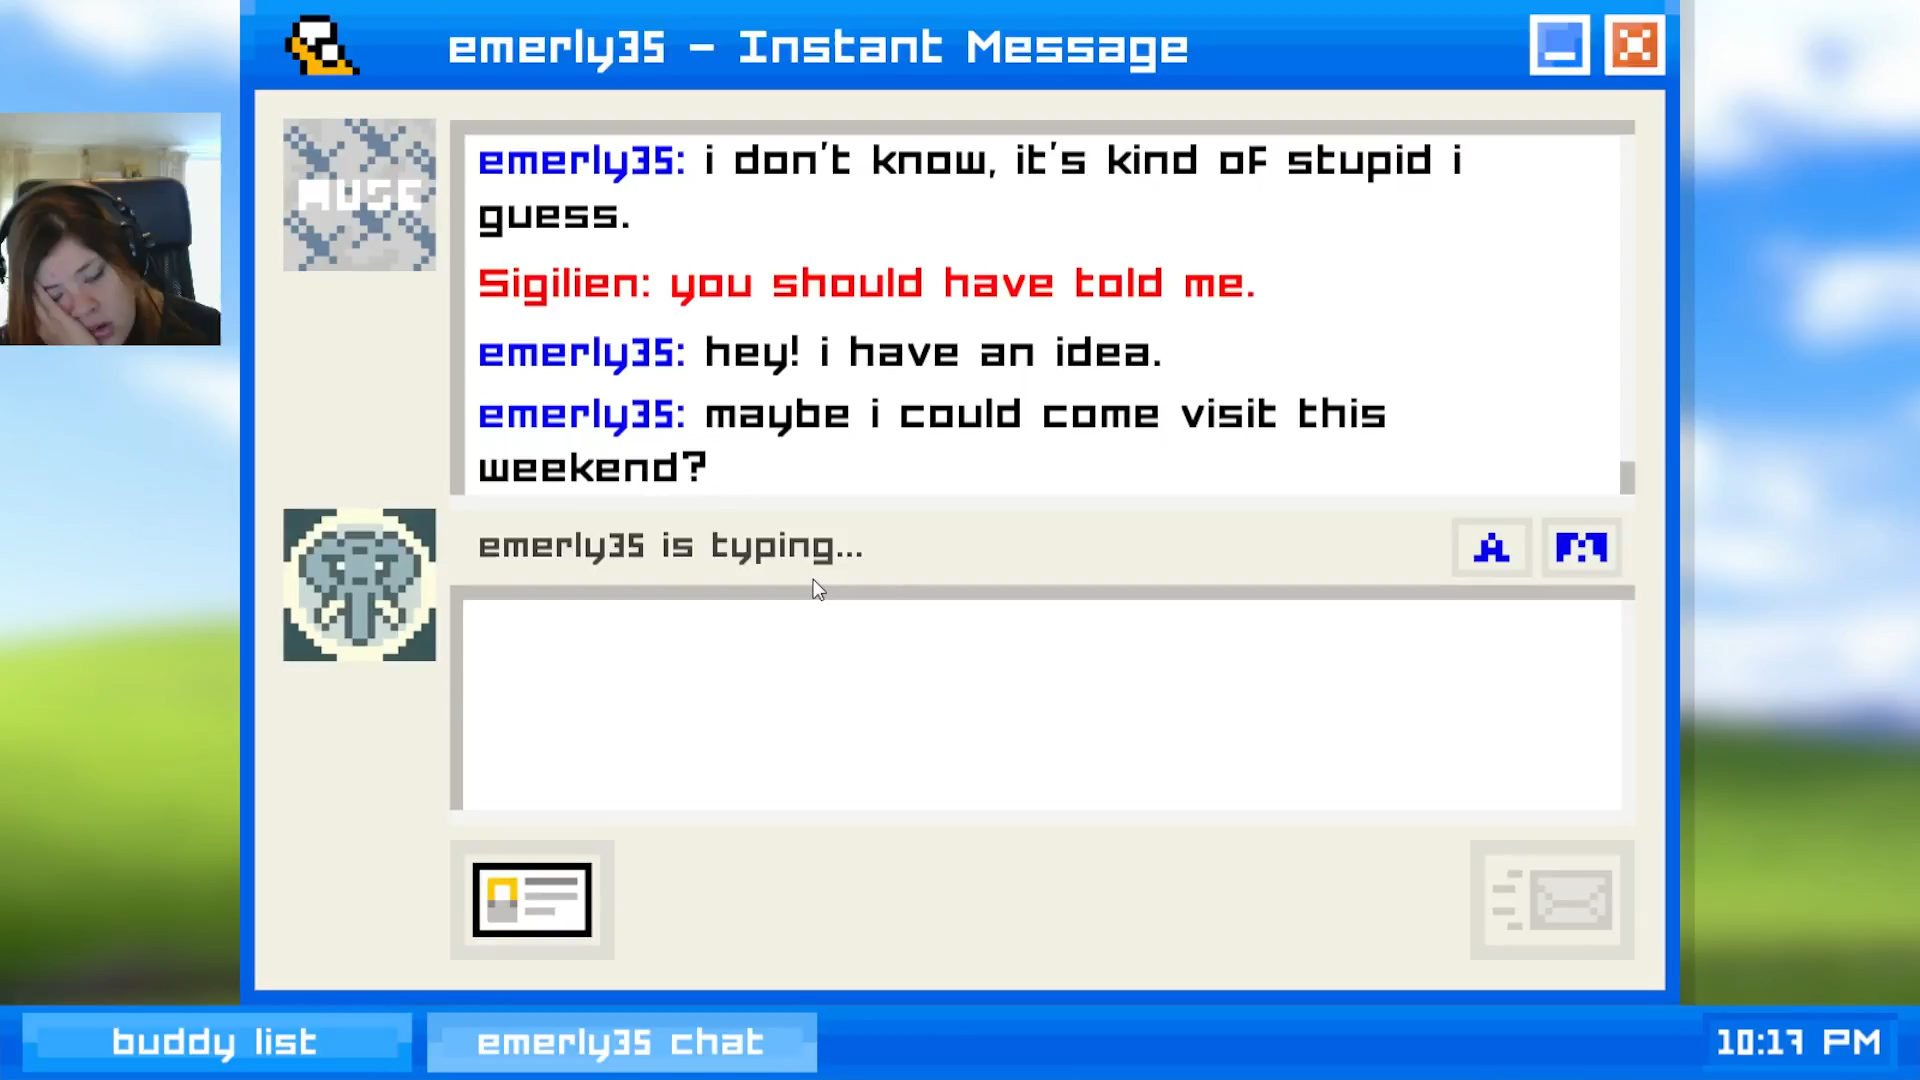 emerly35 - Instant Message
MUSE
emerly35: i don't know, it's kind of stupid i
guess.
Sigilien: you should have told me.
emerly35: hey! i have an idea.
emerly35: maybe i could come visit this
weekend?
emerly35 is typing...
A
buddy list
emerly35 chat
10:17 PM